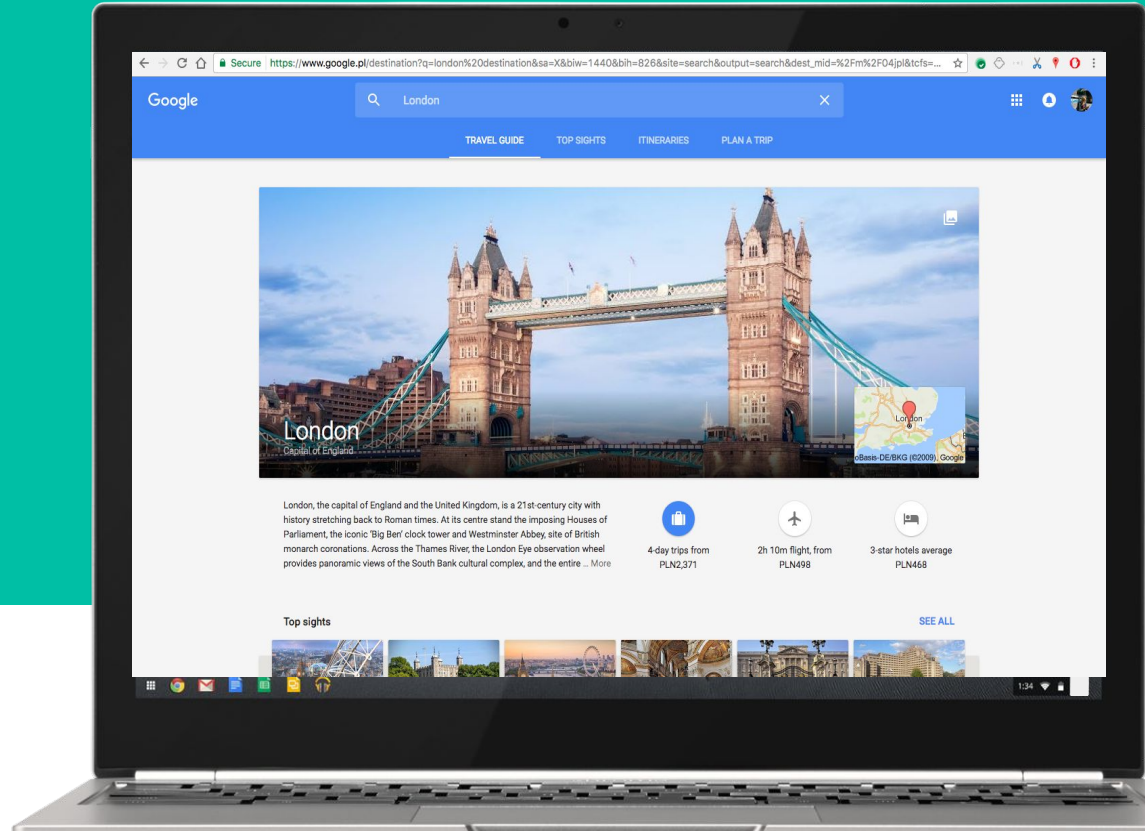 Secure https://www.google.pl/destination?q=london%20destination&sa=X&biw=1440&bih=826&site=search&output=search&dest_mid=%2Fm%2F04jpl&tcfs=...
Google
London
TRAVEL GUIDE TOP SIGHTS ITINERARIES PLAN A TRIP
London
Capital of England
London
oBasis-DE/BKG (©2009), Google
London, the capital of England and the United Kingdom, is a 21st-century city with
history stretching back to Roman times. At its centre stand the imposing Houses of
Parliament, the iconic ‘Big Ben’ clock tower and Westminster Abbey, site of British
monarch coronations. Across the Thames River, the London Eye observation wheel
provides panoramic views of the South Bank cultural complex, and the entire ... More
4-day trips from
PLN2,371
2h 10m flight, from
PLN498
3-star hotels average
PLN468
Top sights SEE ALL
1:34